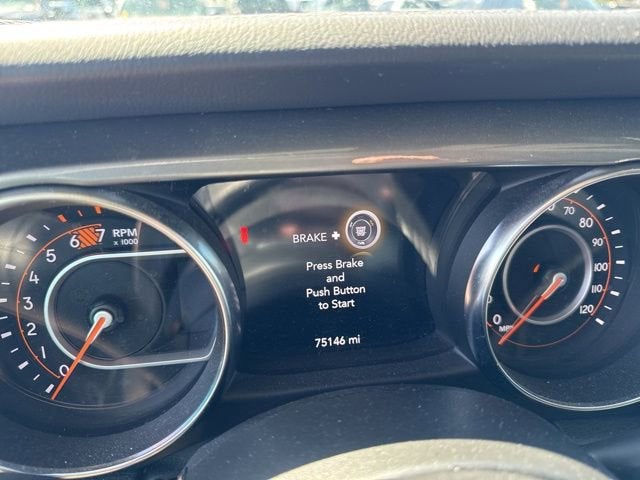 7
6
RPM
x 1000
5
4
3
2
1
0
BRAKE +
Press Brake
and
Push Button
to Start
75146 mi
70
80
90
100
110
120
0
MPH